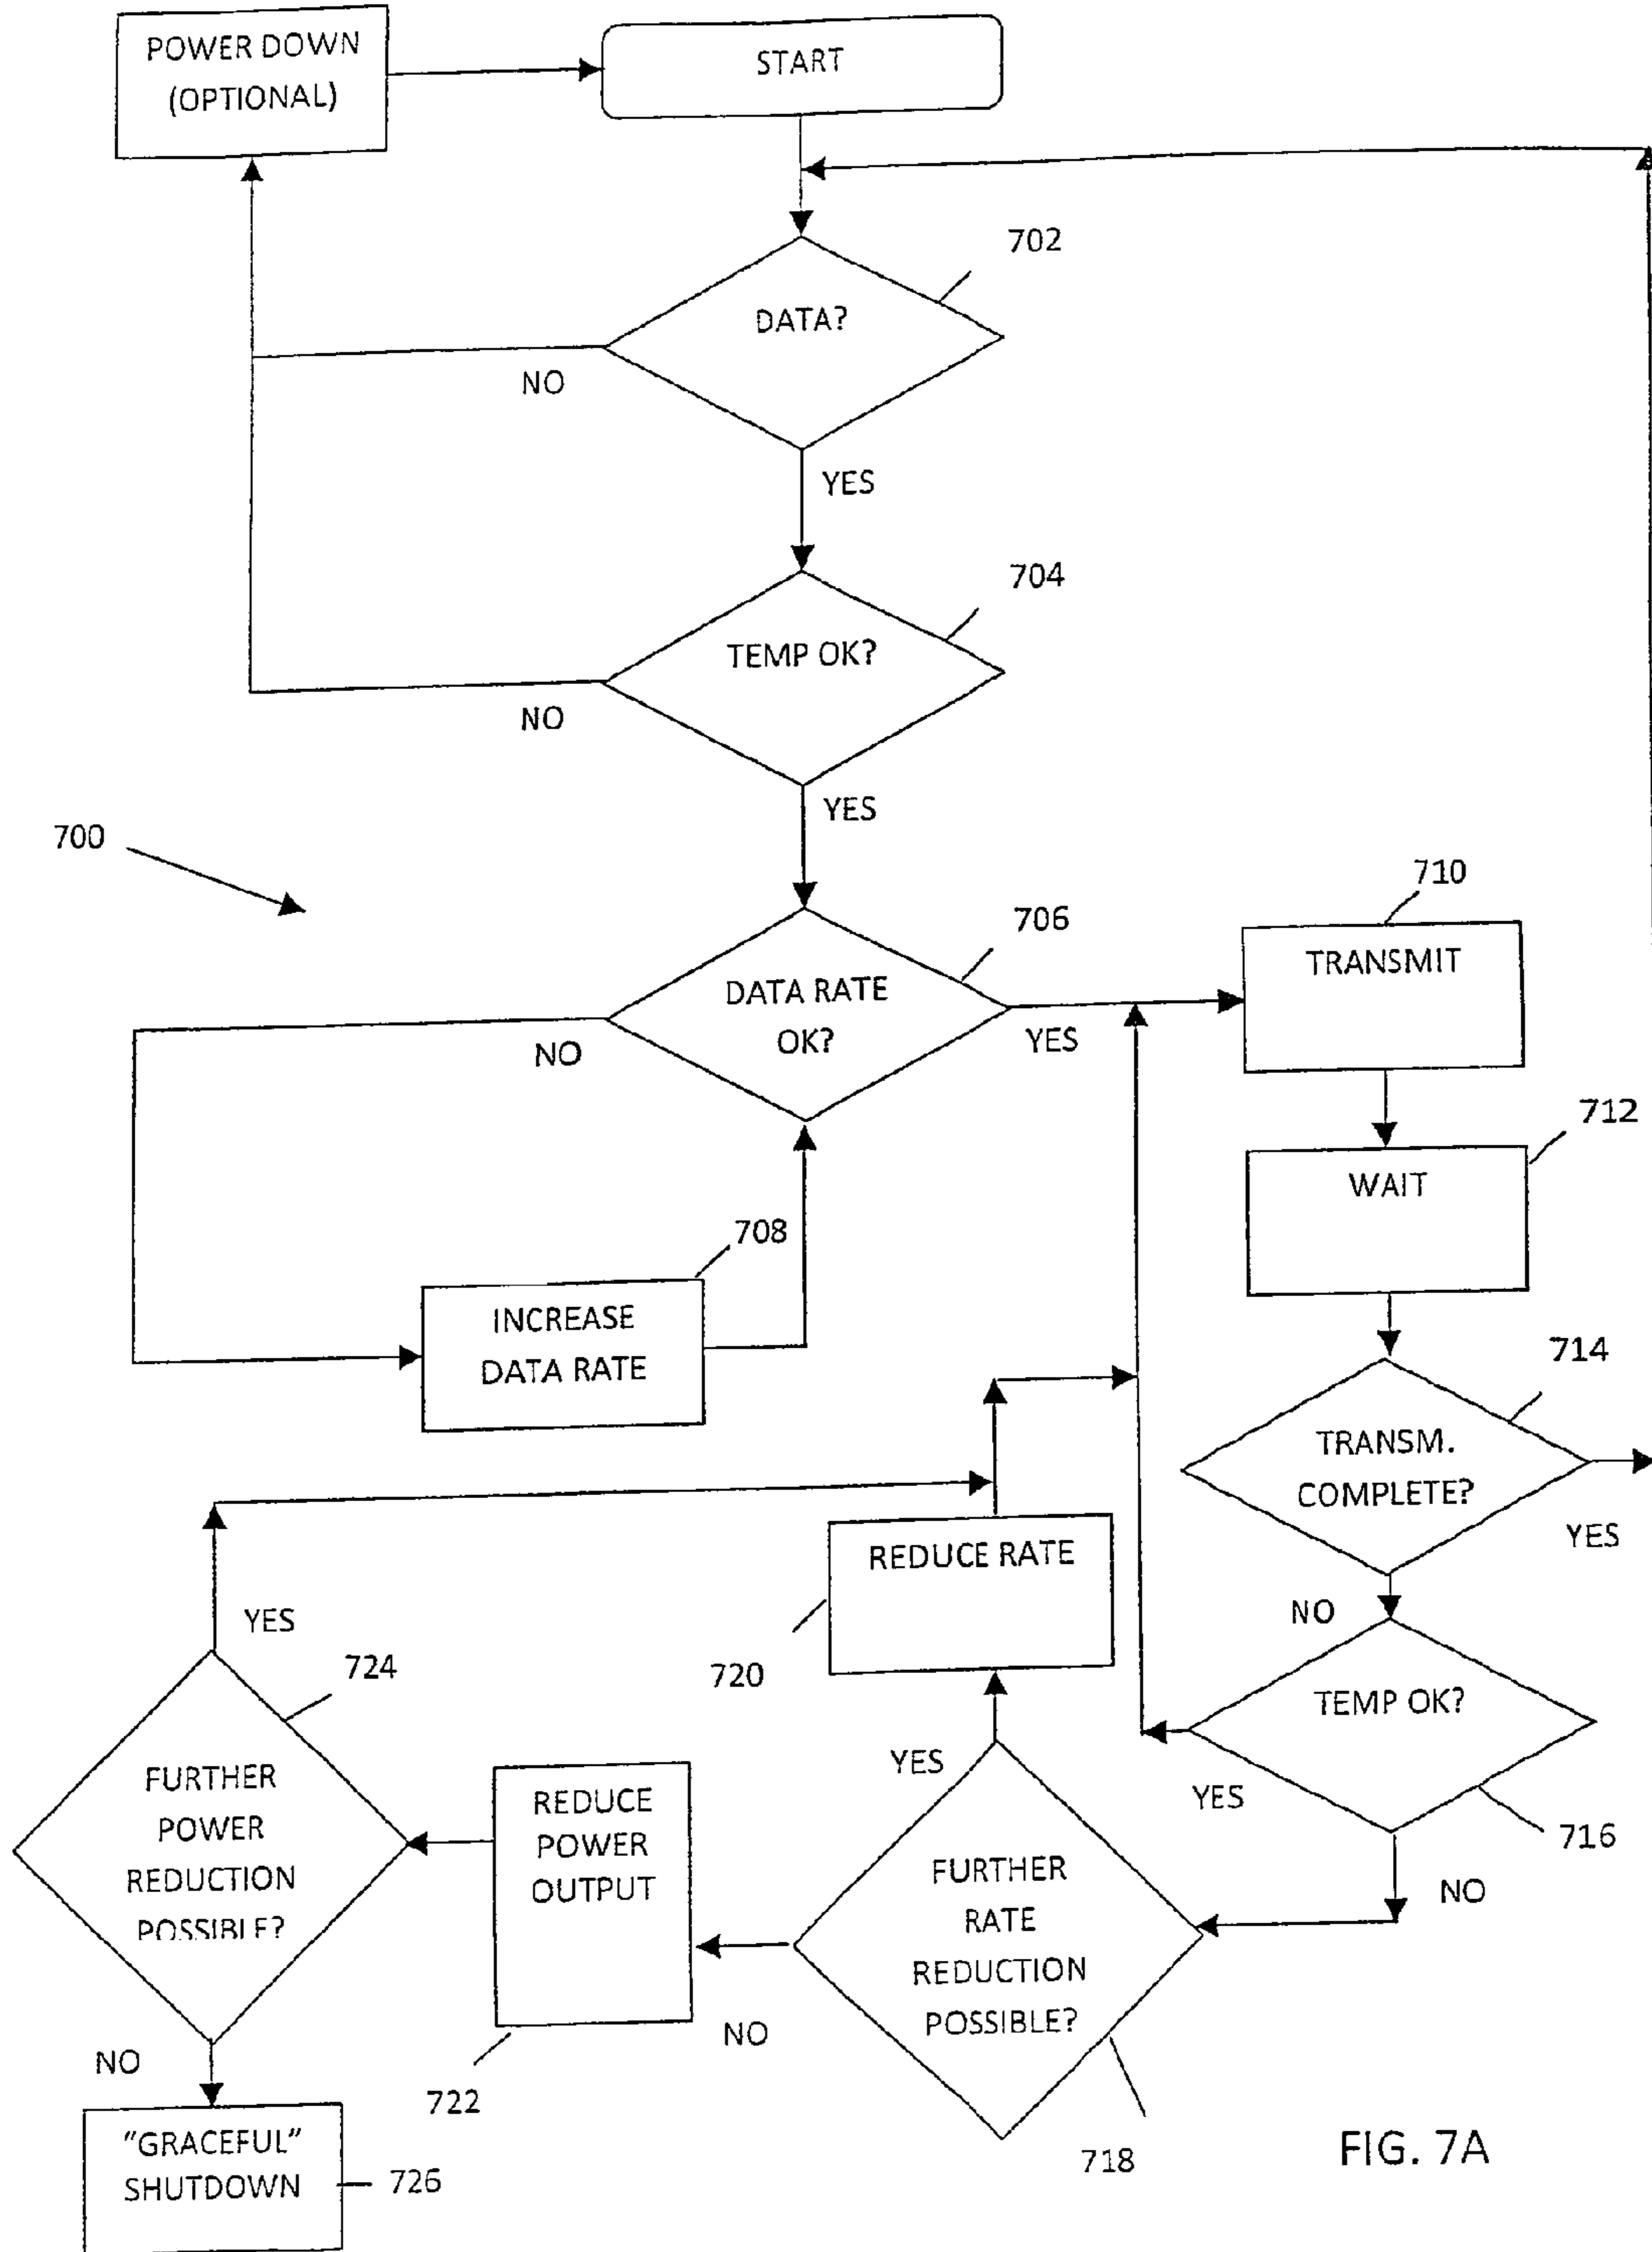 POWER DOWN
(OPTIONAL)
START
702
DATA?
NO
YES
704
TEMP OK?
NO
YES
700
706
DATA RATE
OK?
NO
YES
710
TRANSMIT
712
WAIT
708
INCREASE
DATA RATE
714
TRANSM.
COMPLETE?
YES
NO
REDUCE RATE
720
TEMP OK?
YES
716
NO
YES
724
FURTHER
POWER
REDUCTION
POSSIBLE?
REDUCE
POWER
OUTPUT
722
YES
FURTHER
RATE
REDUCTION
POSSIBLE?
NO
718
NO
"GRACEFUL"
SHUTDOWN
726
FIG. 7A